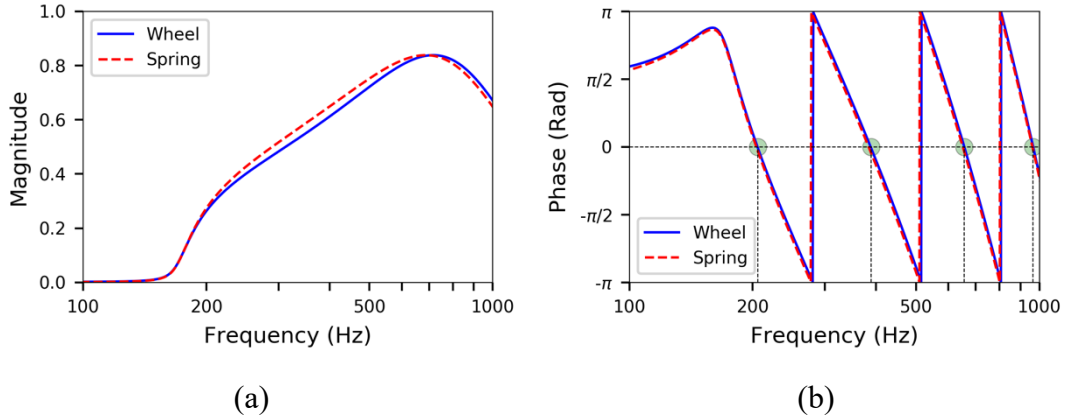 1.0
0.8
0.6
0.4
0.2
0.0
Magnitude
Wheel
Spring
100
200
500
1000
Frequency (Hz)
(a)
π
π/2
0
-π/2
-π
Phase (Rad)
Wheel
Spring
100
200
500
1000
Frequency (Hz)
(b)